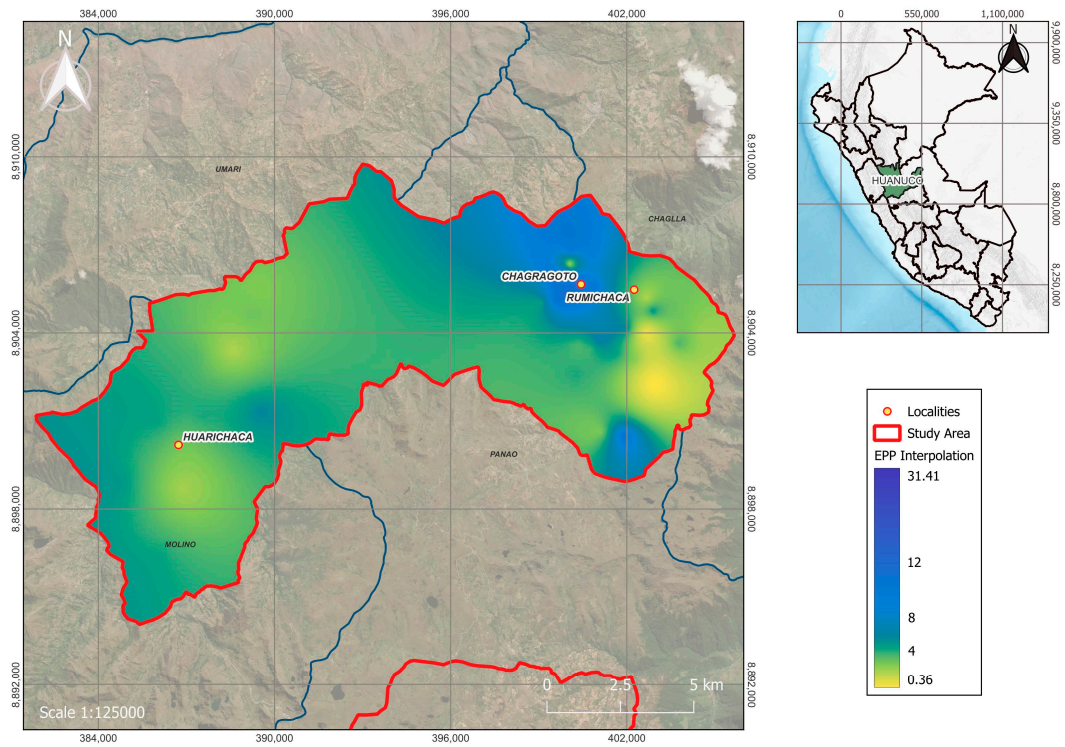 384,000 390,000 396,000 402,000
N
8,910,000
8,904,000
8,898,000
8,892,000
UMARI
CHAGLLA
CHAGRAGOTO
RUMICHACA
HUARICHACA
PANAO
MOLINO
0 2.5 5 km
Scale 1:125000
8,910,000
8,904,000
8,898,000
8,892,000
384,000 390,000 396,000 402,000
0 550,000 1,100,000
N
HUANUCO
9,900,000
9,350,000
8,800,000
8,250,000
Localities
Study Area
EPP Interpolation
31.41
12
8
4
0.36